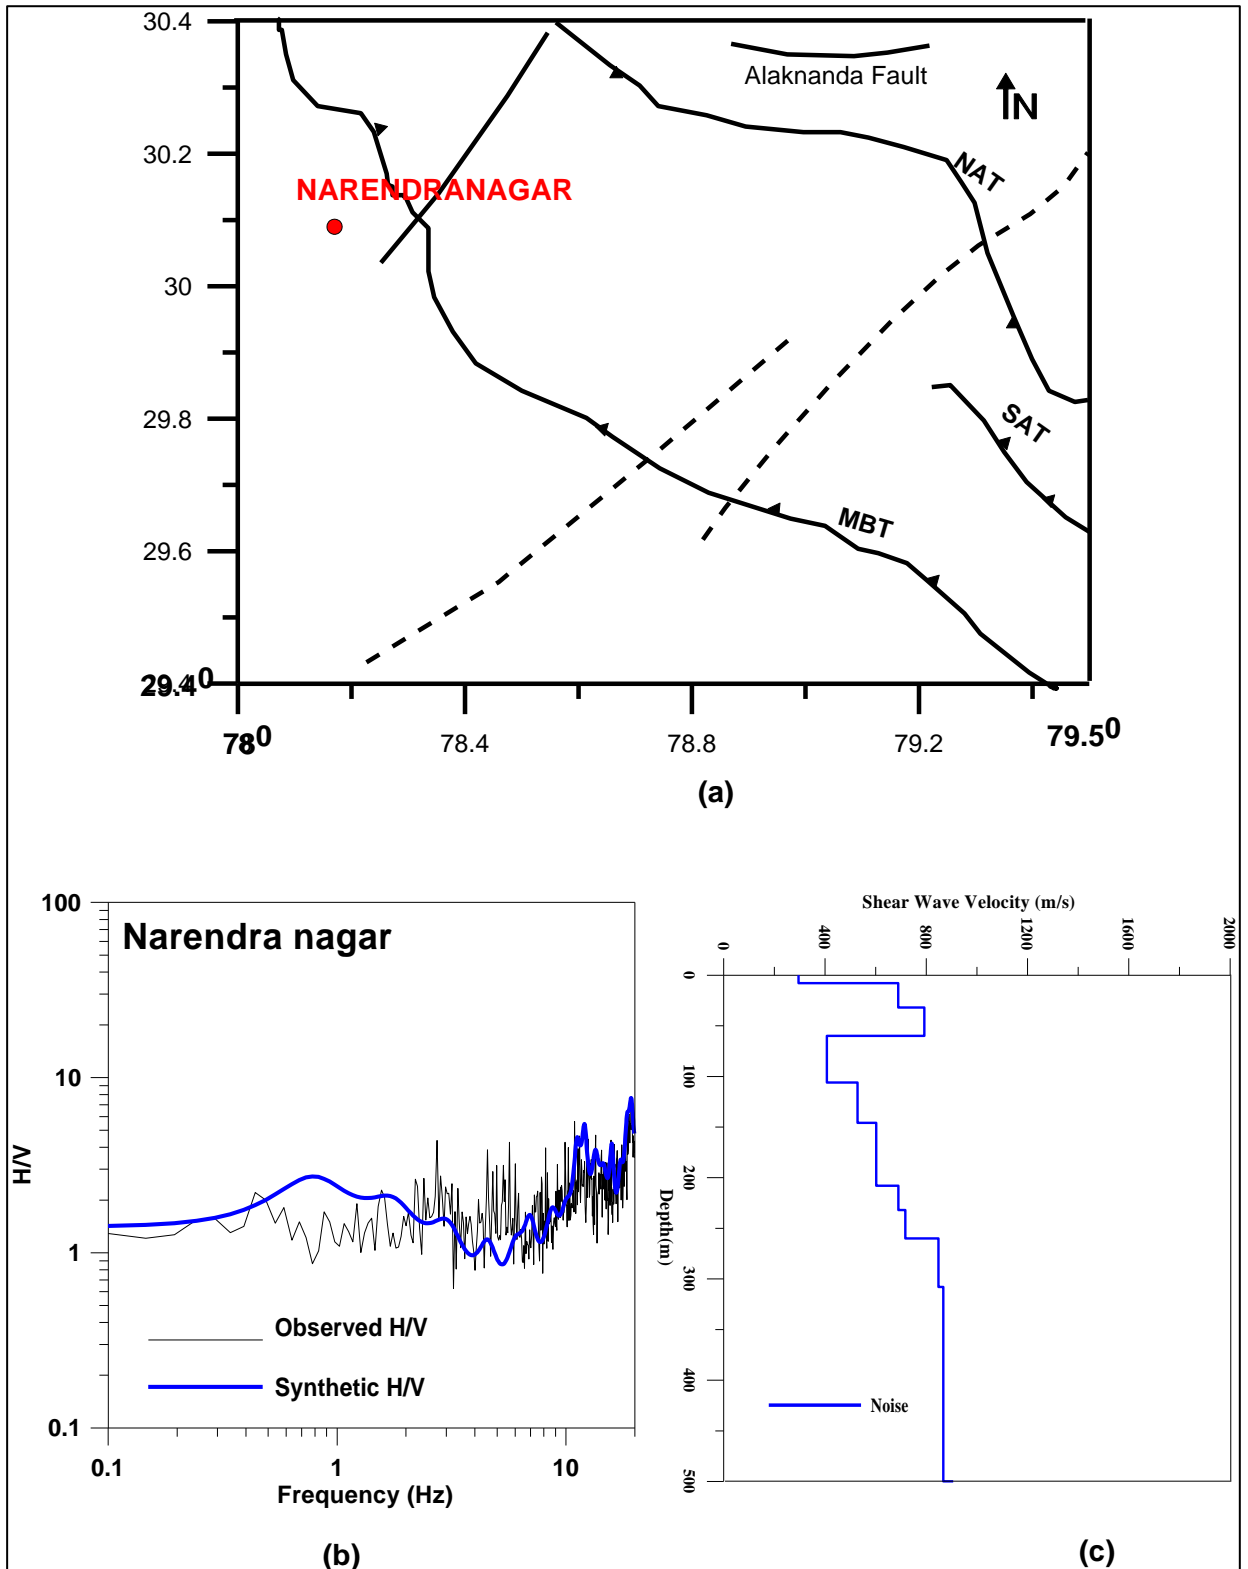 30.4
Alaknanda Fault
N
30.2
NAT
NARENDRANAGAR
30
29.8
SAT
MBT
29.6
29.4⁰
78⁰
78.4
78.8
79.2
79.5⁰
(a)
Narendra nagar
100
10
1
0.1
H/V
Observed H/V
Synthetic H/V
0.1
1
10
Frequency (Hz)
(b)
Shear Wave Velocity (m/s)
0
400
800
1200
1600
2000
0
100
200
300
400
500
Depth(m)
Noise
(c)